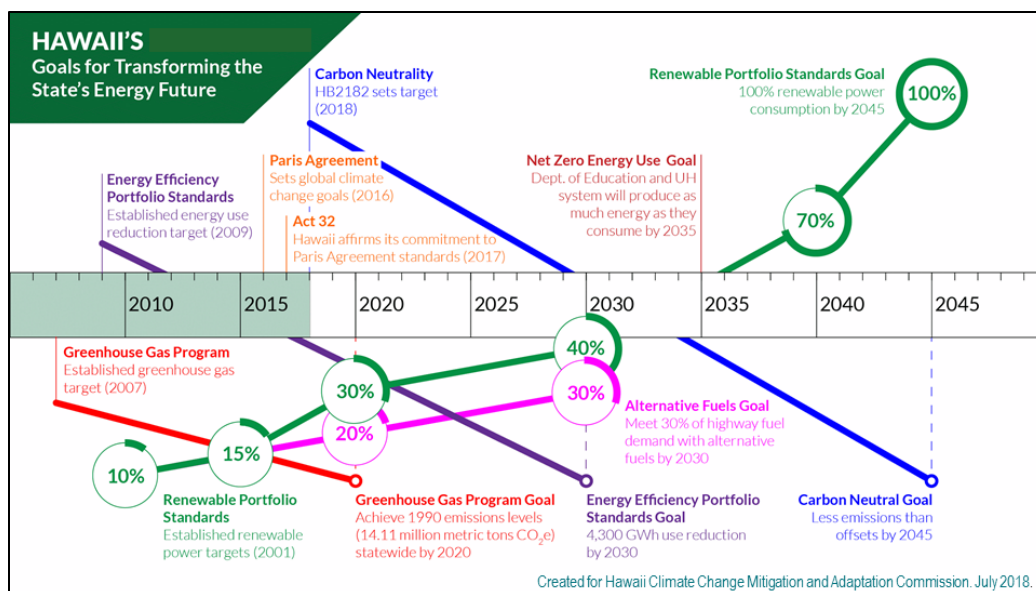 HAWAII'S
Goals for Transforming the
State's Energy Future
Carbon Neutrality
HB2182 sets target
(2018)
Renewable Portfolio Standards Goal
100% renewable power
consumption by 2045
100%
Paris Agreement
Sets global climate
change goals (2016)
Net Zero Energy Use Goal
Dept. of Education and UH
system will produce as
much energy as they
consume by 2035
Energy Efficiency
Portfolio Standards
Established energy use
reduction target (2009)
Act 32
Hawaii affirms its commitment to
Paris Agreement standards (2017)
70%
2010 2015 2020 2025 2030 2035 2040 2045
Greenhouse Gas Program
Established greenhouse gas
target (2007)
40%
30%
30%
20%
15%
10%
Alternative Fuels Goal
Meet 30% of highway fuel
demand with alternative
fuels by 2030
Renewable Portfolio
Standards
Established renewable
power targets (2001)
Greenhouse Gas Program Goal
Achieve 1990 emissions levels
(14.11 million metric tons CO₂e)
statewide by 2020
Energy Efficiency Portfolio
Standards Goal
4,300 GWh use reduction
by 2030
Carbon Neutral Goal
Less emissions than
offsets by 2045
Created for Hawaii Climate Change Mitigation and Adaptation Commission. July 2018.